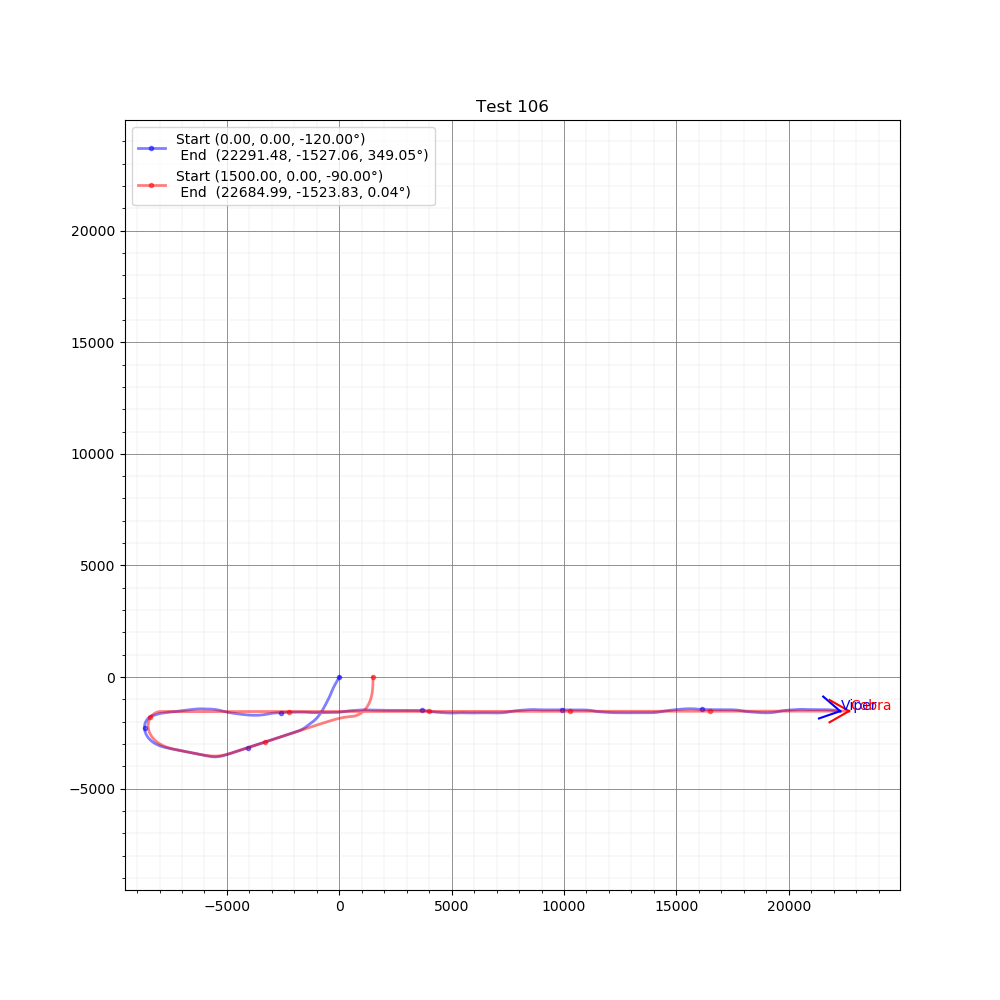 Test 106
Start (0.00, 0.00, -120.00°)
End (22291.48, -1527.06, 349.05°)
Start (1500.00, 0.00, -90.00°)
End (22684.99, -1523.83, 0.04°)
20000
15000
10000
5000
0
−5000
Viper
Cobra
−5000 0 5000 10000 15000 20000